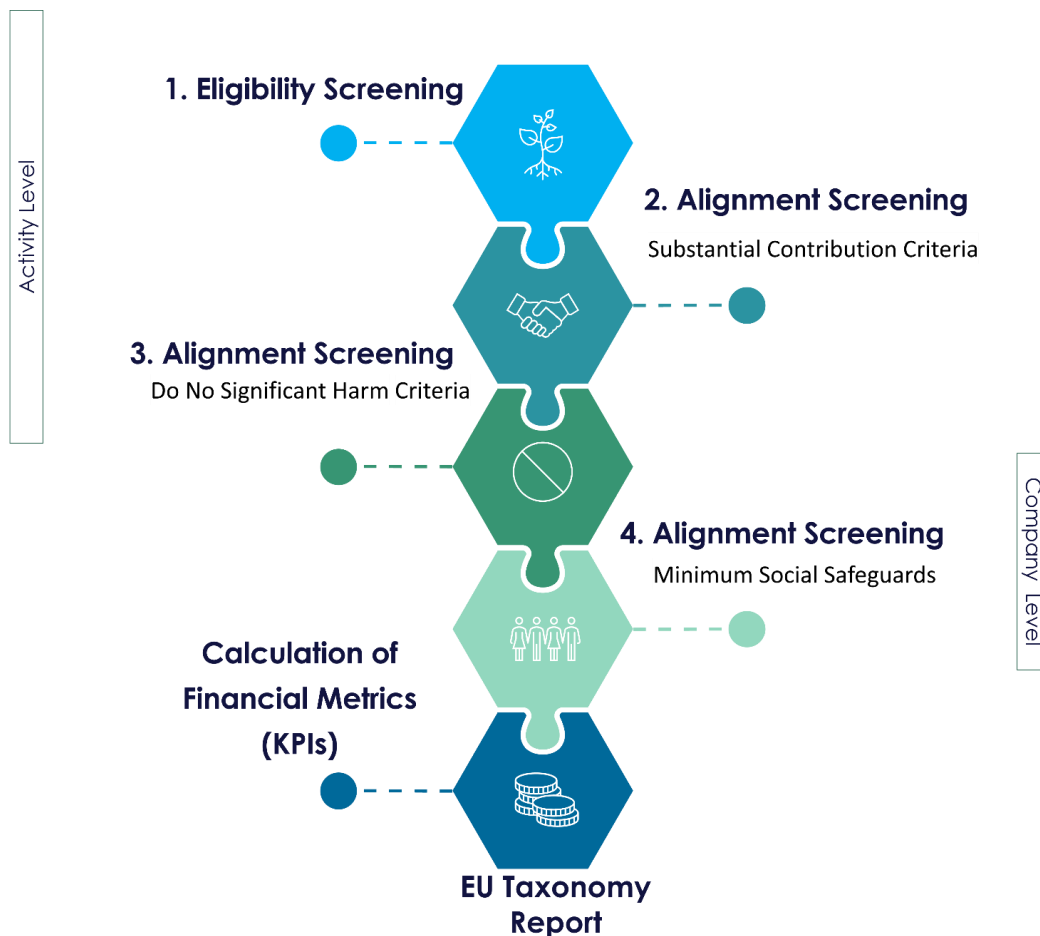 Activity Level
1. Eligibility Screening
2. Alignment Screening
Substantial Contribution Criteria
3. Alignment Screening
Do No Significant Harm Criteria
Company Level
4. Alignment Screening
Minimum Social Safeguards
Calculation of
Financial Metrics
(KPIs)
EU Taxonomy
Report